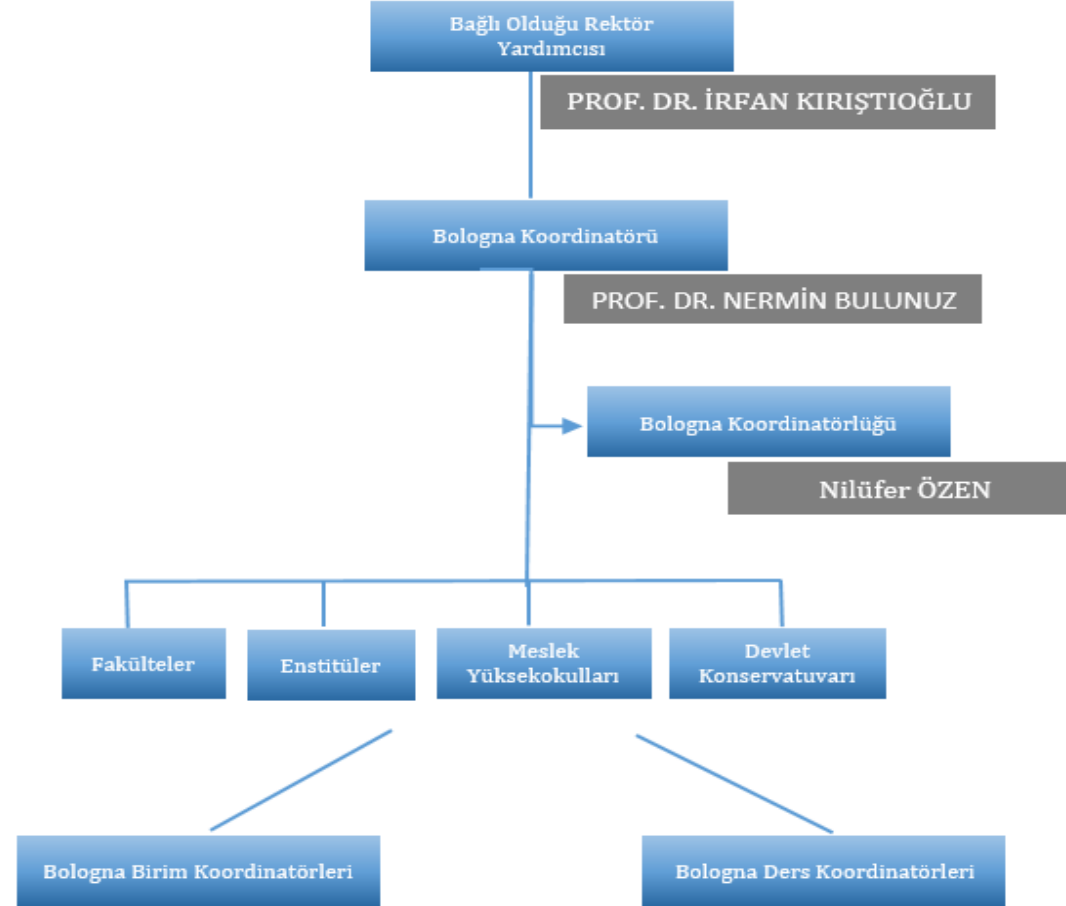 Bağlı Olduğu Rektör
Yardımcısı
PROF. DR. İRFAN KIRIŞTIOĞLU
Bologna Koordinatörü
PROF. DR. NERMİN BULUNUZ
Bologna Koordinatörlüğü
Nilüfer ÖZEN
Fakülteler
Enstitüler
Meslek
Yüksekokulları
Devlet
Konservatuvarı
Bologna Birim Koordinatörleri
Bologna Ders Koordinatörleri